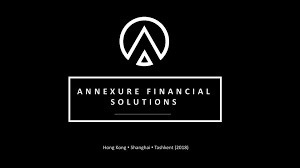 ANNEXURE FINANCIAL
SOLUTIONS
Hong Kong • Shanghai • Tashkent (2018)